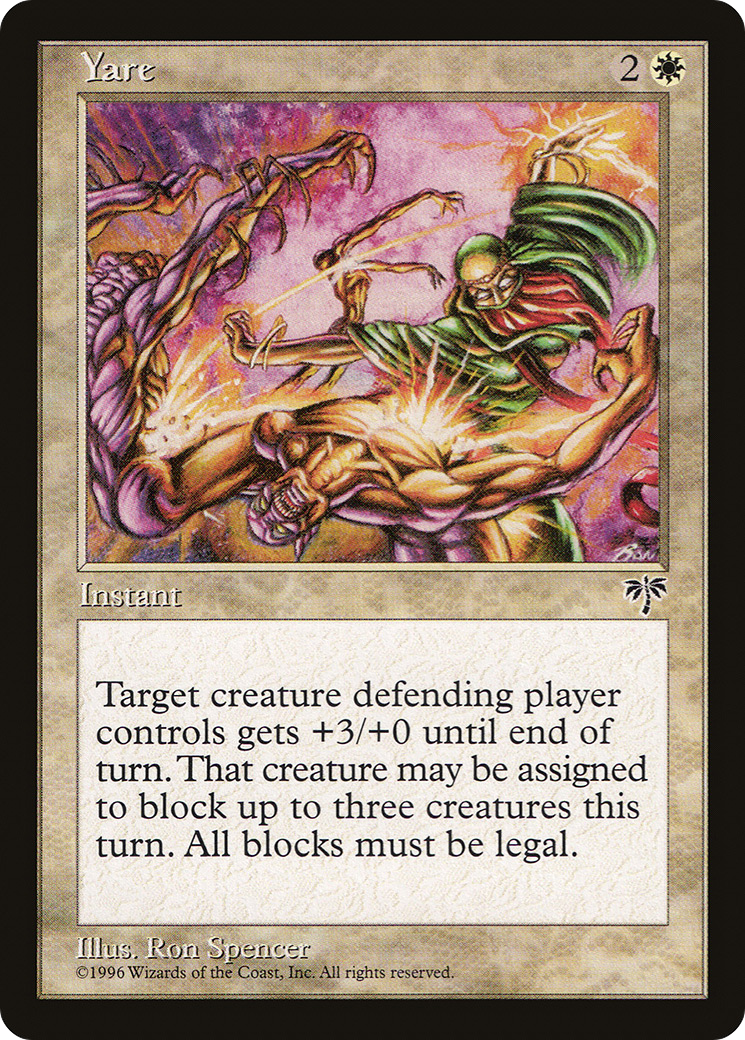 Yare
2
Ron
Instant
Target creature defending player
controls gets +3/+0 until end of
turn. That creature may be assigned
to block up to three creatures this
turn. All blocks must be legal.
Illus. Ron Spencer
©1996 Wizards of the Coast, Inc. All rights reserved.